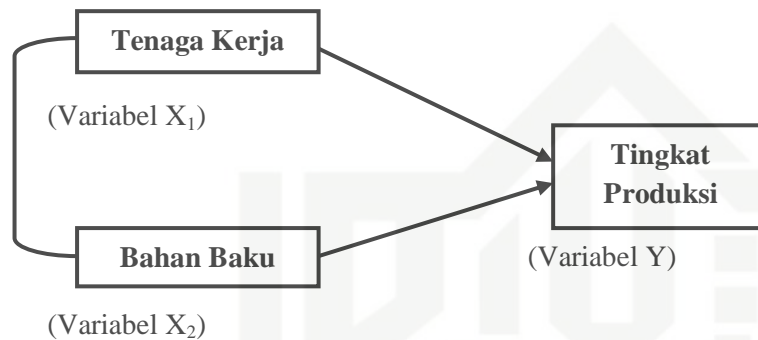 Tenaga Kerja
(Variabel X₁)
Tingkat
Produksi
Bahan Baku
(Variabel Y)
(Variabel X₂)